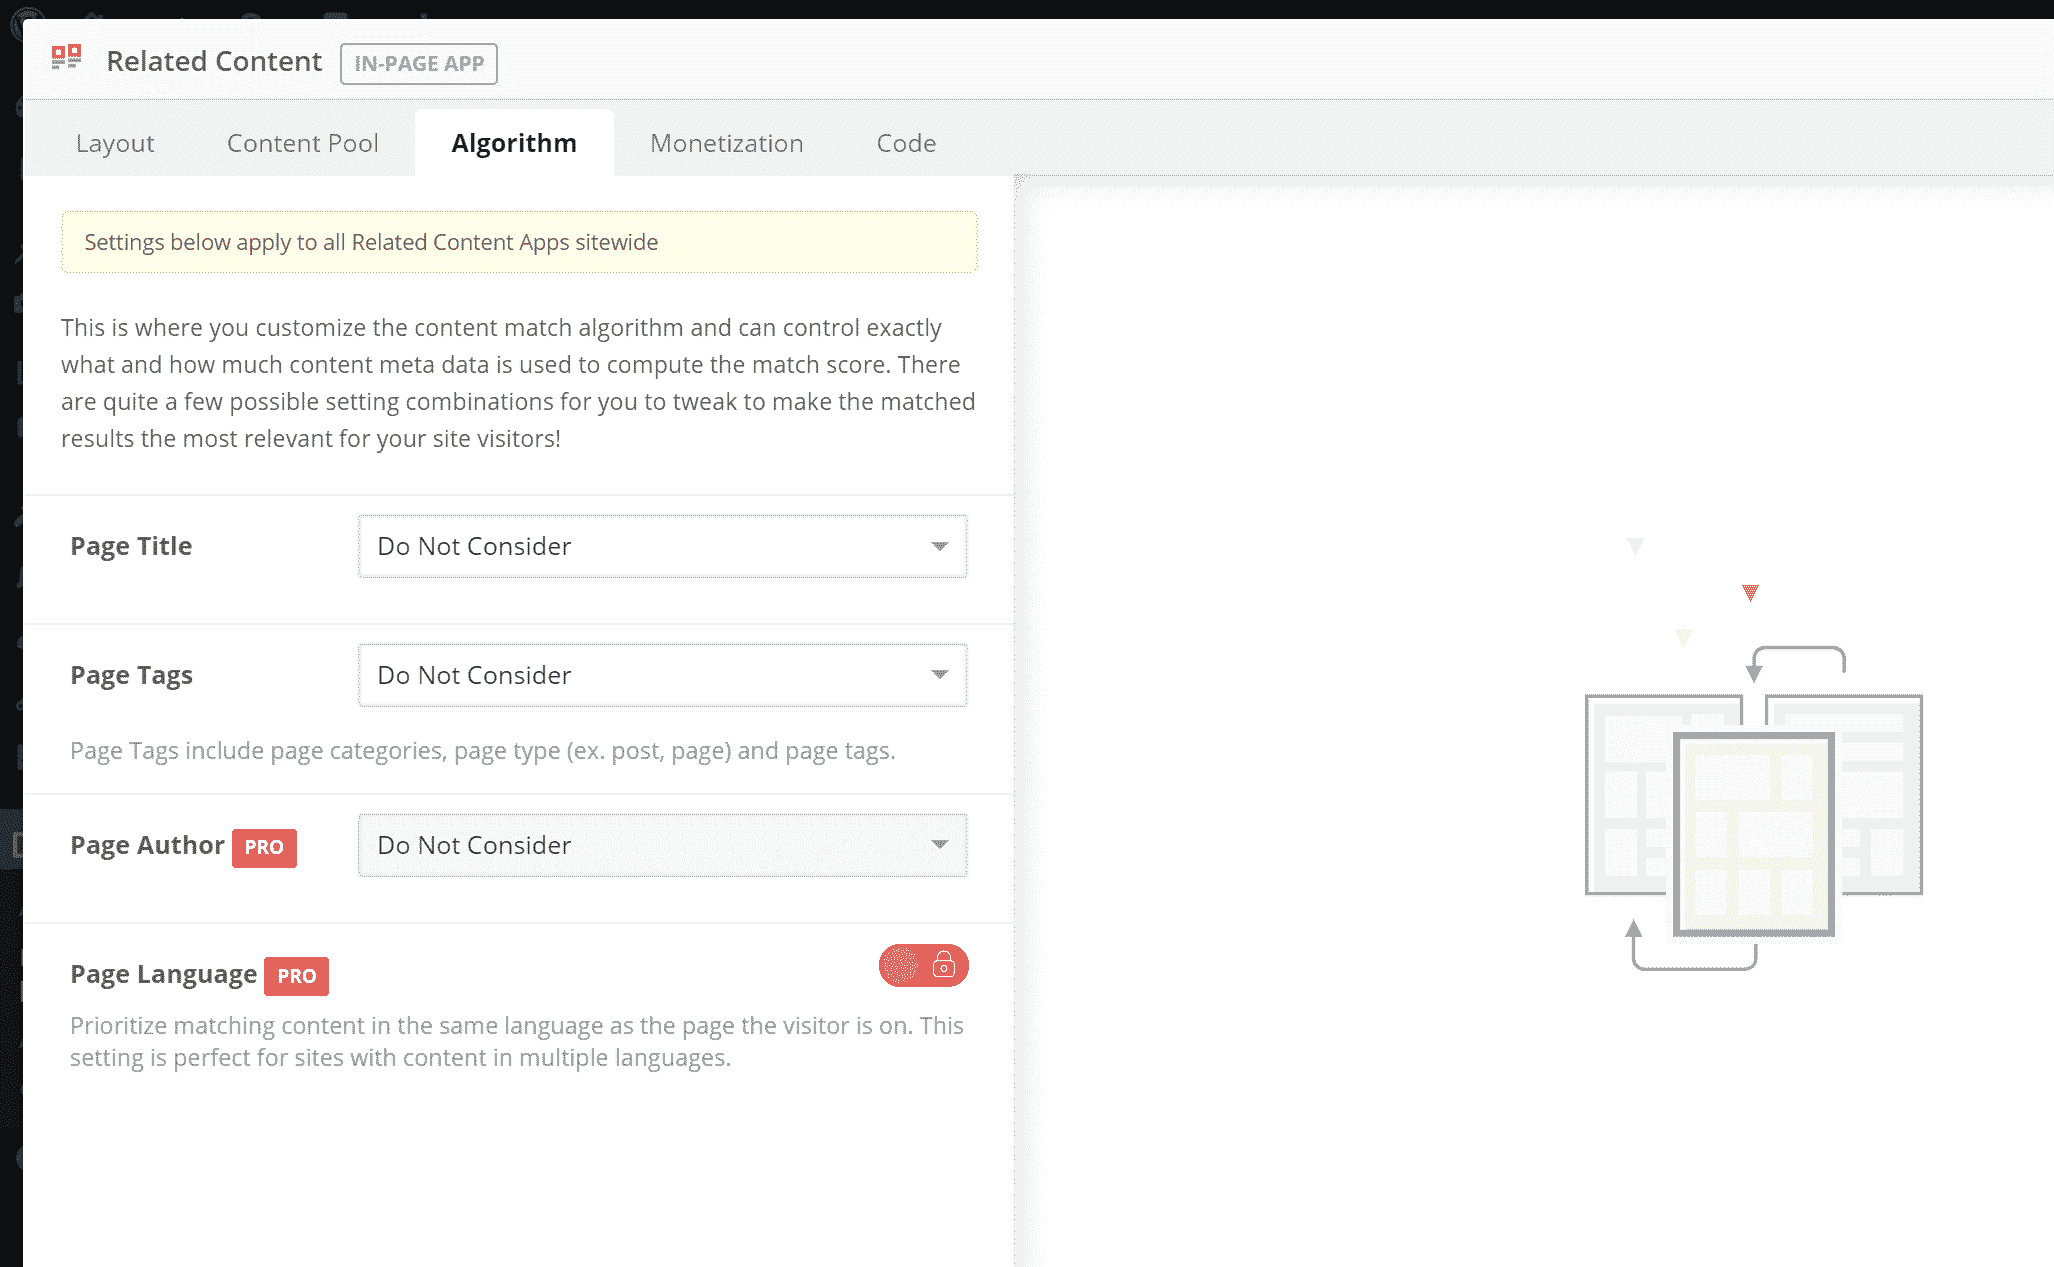 Related Content IN-PAGE APP
Layout Content Pool Algorithm Monetization Code
Settings below apply to all Related Content Apps sitewide
This is where you customize the content match algorithm and can control exactly
what and how much content meta data is used to compute the match score. There
are quite a few possible setting combinations for you to tweak to make the matched
results the most relevant for your site visitors!
Page Title Do Not Consider
Page Tags Do Not Consider
Page Tags include page categories, page type (ex. post, page) and page tags.
Page Author PRO Do Not Consider
Page Language PRO
Prioritize matching content in the same language as the page the visitor is on. This
setting is perfect for sites with content in multiple languages.